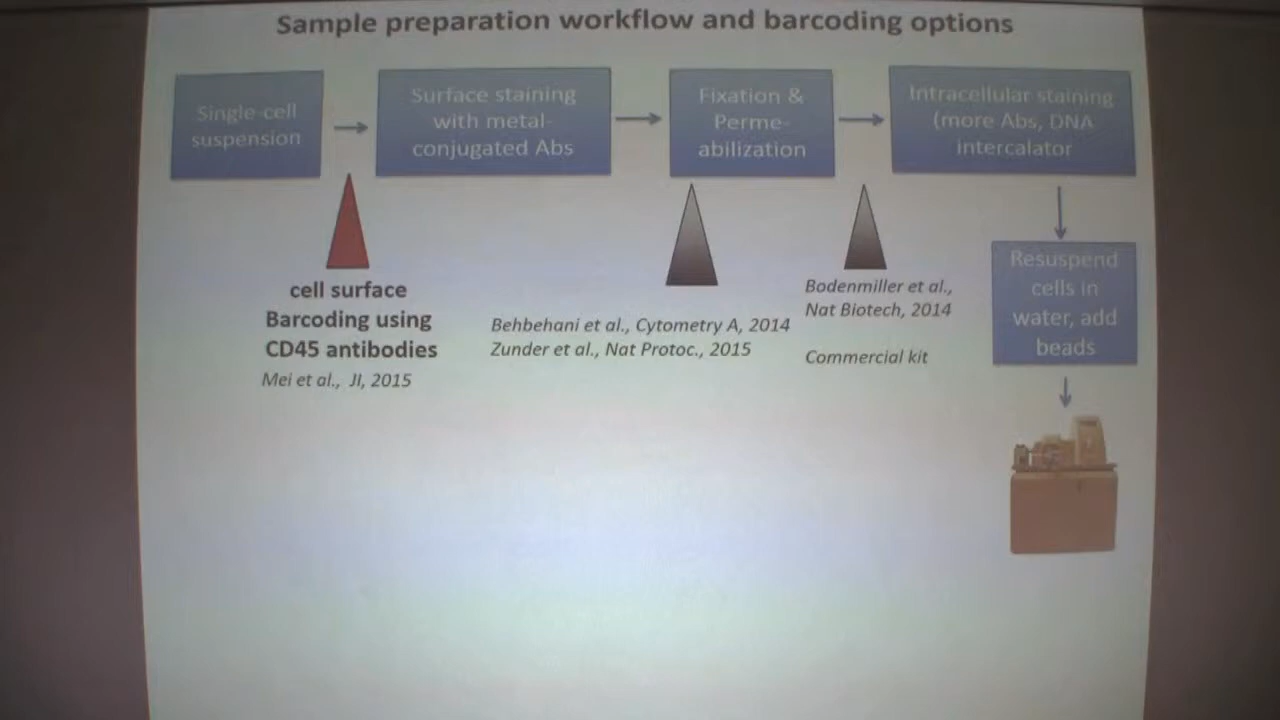 Sample preparation workflow and barcoding options
Single-cell
suspension
Surface staining
with metal-
conjugated Abs
Fixation &
Perme-
abilization
Intracellular staining
(more Abs, DNA
intercalator
Resuspend
cells in
water, add
beads
cell surface
Barcoding using
CD45 antibodies
Mei et al., JI, 2015
Behbehani et al., Cytometry A, 2014
Zunder et al., Nat Protoc., 2015
Bodenmiller et al.,
Nat Biotech, 2014
Commercial kit